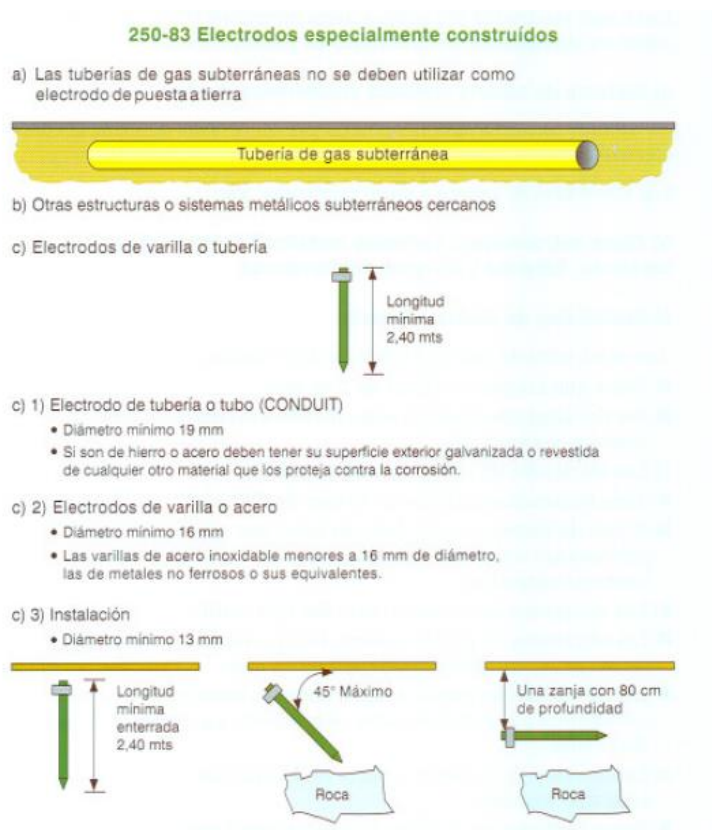 250-83 Electrodos especialmente construídos
a) Las tuberías de gas subterráneas no se deben utilizar como
electrodo de puesta a tierra
Tubería de gas subterránea
b) Otras estructuras o sistemas metálicos subterráneos cercanos
c) Electrodos de varilla o tubería
Longitud
mínima
2,40 mts
c) 1) Electrodo de tubería o tubo (CONDUIT)
• Diámetro mínimo 19 mm
• Si son de hierro o acero deben tener su superficie exterior galvanizada o revestida
de cualquier otro material que los proteja contra la corrosión.
c) 2) Electrodos de varilla o acero
• Diámetro mínimo 16 mm
• Las varillas de acero inoxidable menores a 16 mm de diámetro,
las de metales no ferrosos o sus equivalentes.
c) 3) Instalación
• Diámetro mínimo 13 mm
Longitud
mínima
enterrada
2,40 mts
45° Máximo
Roca
Una zanja con 80 cm
de profundidad
Roca